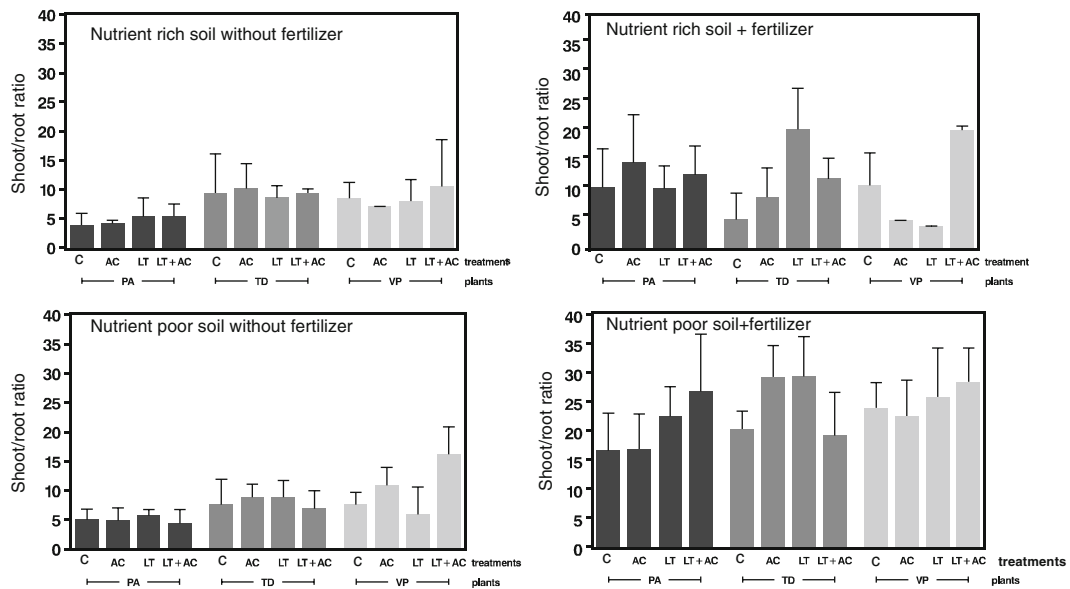 Nutrient rich soil without fertilizer
Shoot/root ratio
40
35
30
25
20
15
10
5
0
C AC LT LT+AC C AC LT LT+AC C AC LT LT+AC treatments
PA TD VP plants
Nutrient rich soil + fertilizer
Shoot/root ratio
40
35
30
25
20
15
10
5
0
C AC LT LT+AC C AC LT LT+AC C AC LT LT+AC treatment
PA TD VP plants
Nutrient poor soil without fertilizer
Shoot/root ratio
40
35
30
25
20
15
10
5
0
C AC LT LT+AC C AC LT LT+AC C AC LT LT+AC treatments
PA TD VP plants
Nutrient poor soil+fertilizer
Shoot/root ratio
40
35
30
25
20
15
10
5
0
C AC LT LT+AC C AC LT LT+AC C AC LT LT+AC treatments
PA TD VP plants